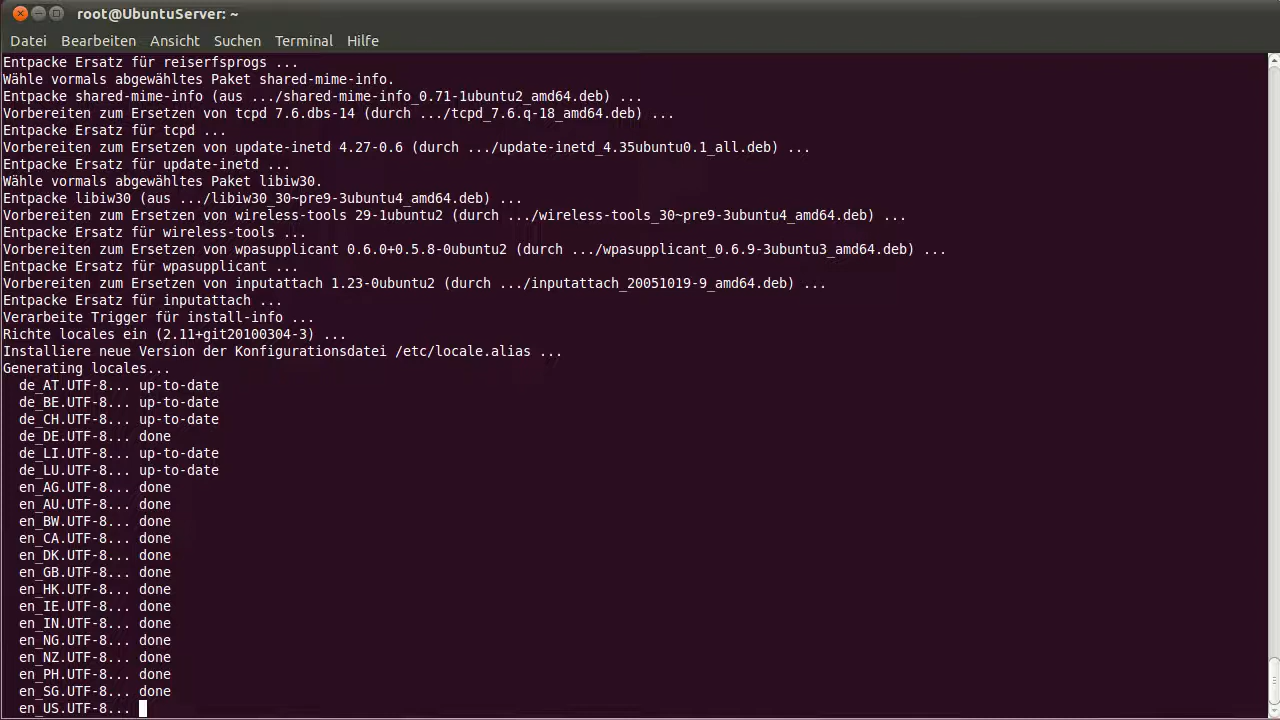 root@UbuntuServer: ~
Datei Bearbeiten Ansicht Suchen Terminal Hilfe
Entpacke Ersatz für reiserfsprogs ...
Wähle vormals abgewähltes Paket shared-mime-info.
Entpacke shared-mime-info (aus .../shared-mime-info_0.71-1ubuntu2_amd64.deb) ...
Vorbereiten zum Ersetzen von tcpd 7.6.dbs-14 (durch .../tcpd_7.6.q-18_amd64.deb) ...
Entpacke Ersatz für tcpd ...
Vorbereiten zum Ersetzen von update-inetd 4.27-0.6 (durch .../update-inetd_4.35ubuntu0.1_all.deb) ...
Entpacke Ersatz für update-inetd ...
Wähle vormals abgewähltes Paket libiw30.
Entpacke libiw30 (aus .../libiw30_30~pre9-3ubuntu4_amd64.deb) ...
Vorbereiten zum Ersetzen von wireless-tools 29-1ubuntu2 (durch .../wireless-tools_30~pre9-3ubuntu4_amd64.deb) ...
Entpacke Ersatz für wireless-tools ...
Vorbereiten zum Ersetzen von wpasupplicant 0.6.0+0.5.8-0ubuntu2 (durch .../wpasupplicant_0.6.9-3ubuntu3_amd64.deb) ...
Entpacke Ersatz für wpasupplicant ...
Vorbereiten zum Ersetzen von inputattach 1.23-0ubuntu2 (durch .../inputattach_20051019-9_amd64.deb) ...
Entpacke Ersatz für inputattach ...
Verarbeite Trigger für install-info ...
Richte locales ein (2.11+git20100304-3) ...
Installiere neue Version der Konfigurationsdatei /etc/locale.alias ...
Generating locales...
de_AT.UTF-8... up-to-date
de_BE.UTF-8... up-to-date
de_CH.UTF-8... up-to-date
de_DE.UTF-8... done
de_LI.UTF-8... up-to-date
de_LU.UTF-8... up-to-date
en_AG.UTF-8... done
en_AU.UTF-8... done
en_BW.UTF-8... done
en_CA.UTF-8... done
en_DK.UTF-8... done
en_GB.UTF-8... done
en_HK.UTF-8... done
en_IE.UTF-8... done
en_IN.UTF-8... done
en_NG.UTF-8... done
en_NZ.UTF-8... done
en_PH.UTF-8... done
en_SG.UTF-8... done
en_US.UTF-8...